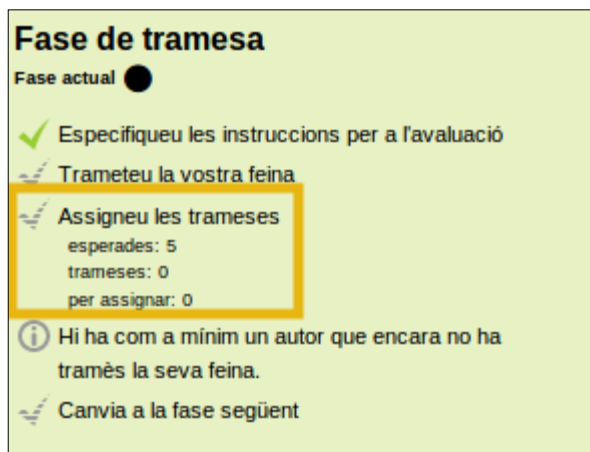 Fase de tramesa
Fase actual
Especifiqueu les instruccions per a l'avaluació
Trameteu la vostra feina
Assigneu les trameses
esperades: 5
trameses: 0
per assignar: 0
Hi ha com a mínim un autor que encara no ha
tramès la seva feina.
Canvia a la fase següent